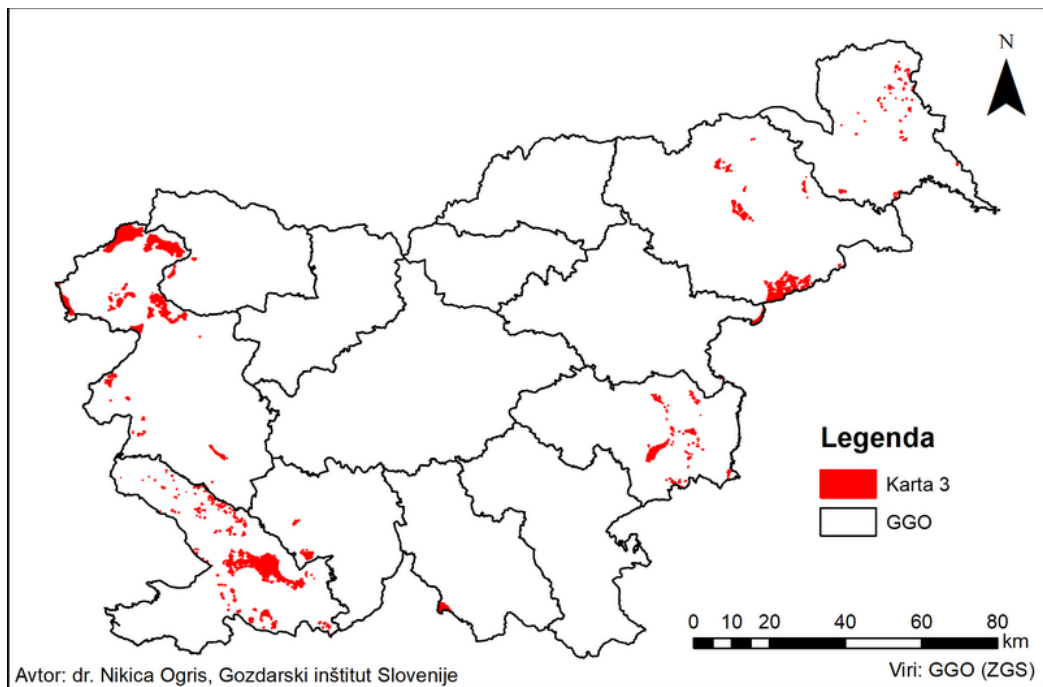 N
Legenda
Karta 3
GGO
0 10 20 40 60 80
km
Avtor: dr. Nikica Ogris, Gozdarski inštitut Slovenije
Viri: GGO (ZGS)